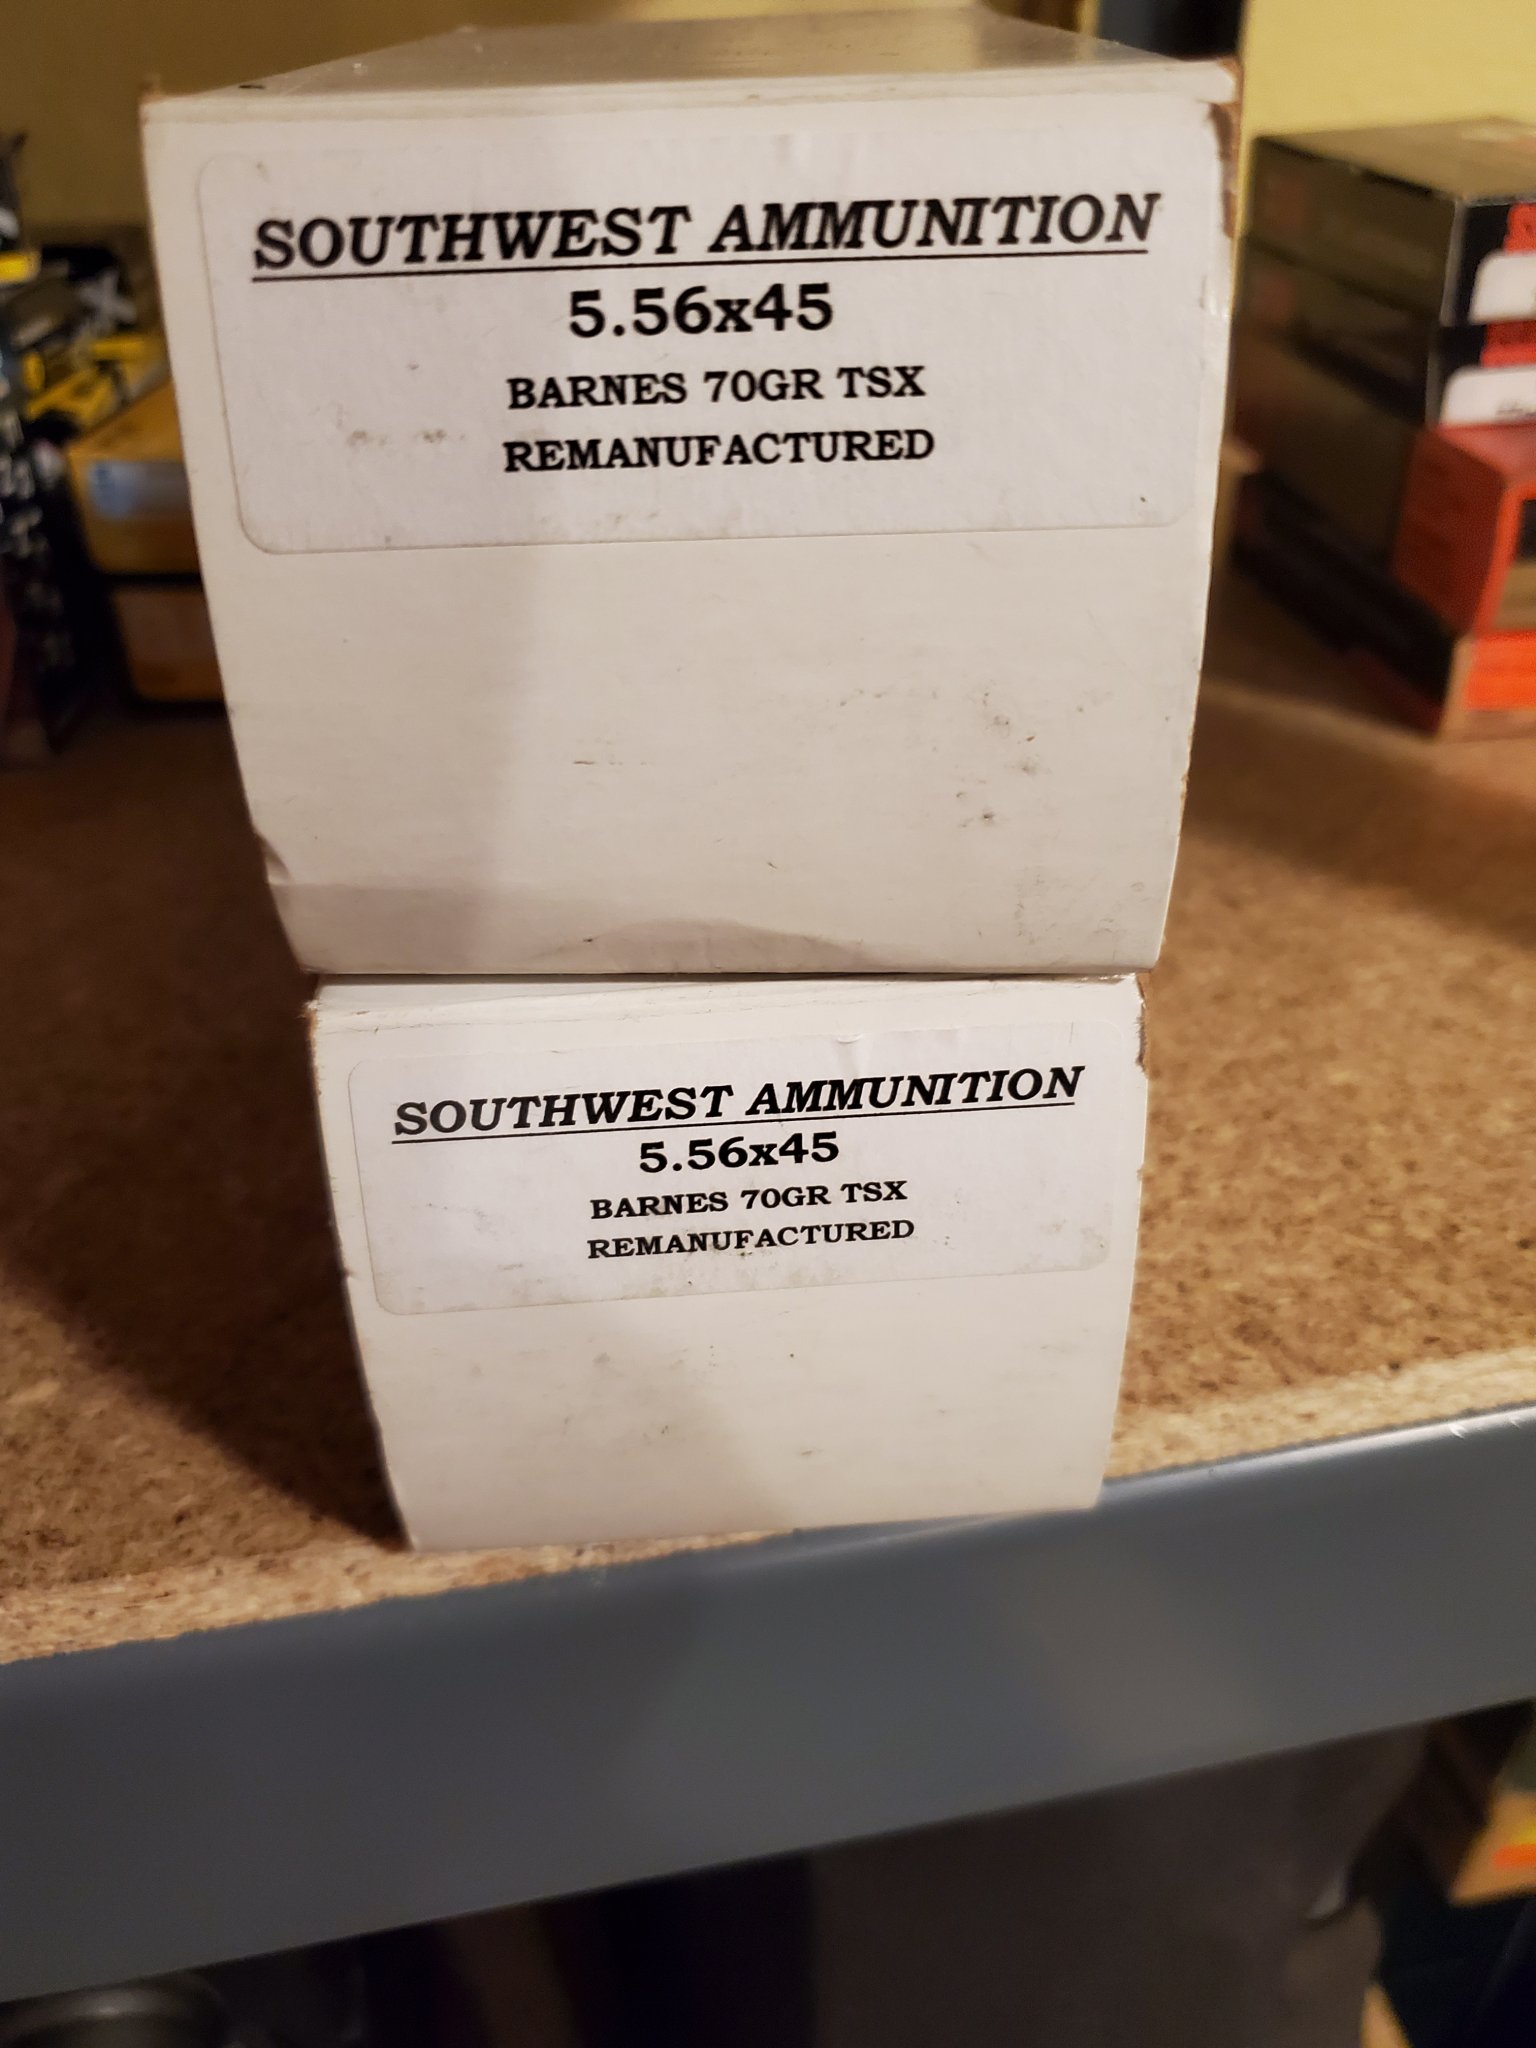 SOUTHWEST AMMUNITION
5.56x45
BARNES 70GR TSX
REMANUFACTURED
SOUTHWEST AMMUNITION
5.56x45
BARNES 70GR TSX
REMANUFACTURED